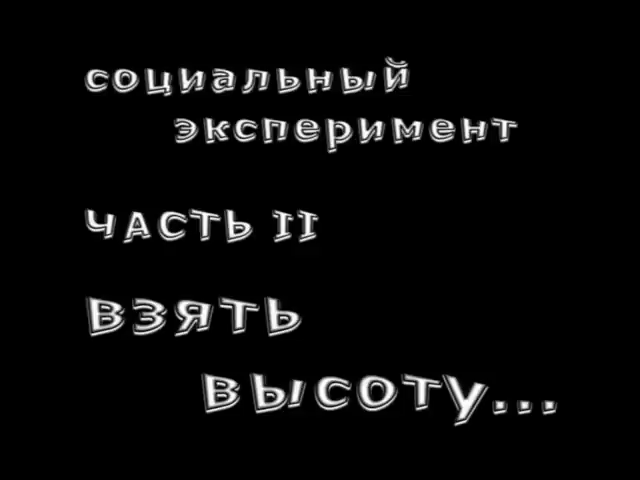 социальный
эксперимент
ЧАСТЬ II
взять
высоту...